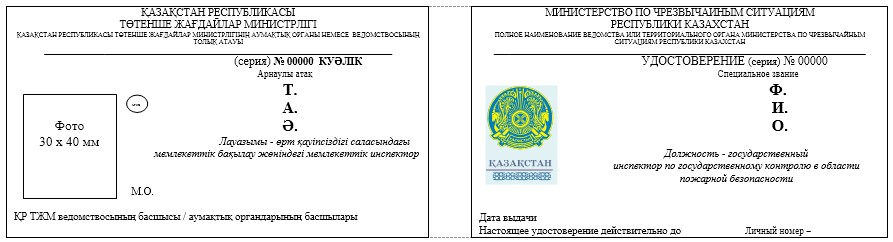 ҚАЗАҚСТАН РЕСПУБЛИКАСЫ
ТӨТЕНШЕ ЖАҒДАЙЛАР МИНИСТРЛІГІ
ҚАЗАҚСТАН РЕСПУБЛИКАСЫ ТӨТЕНШЕ ЖАҒДАЙЛАР МИНИСТРЛІГІНІҢ АУМАҚТЫҚ ОРГАНЫ НЕМЕСЕ ВЕДОМСТВОСЫНЫҢ
ТОЛЫҚ АТАУЫ
(серия) № 00000 КУӘЛІК
Арнаулы атақ
Т.
А.
Ә.
Фото
30 х 40 мм
Лауазымы - өрт қауіпсіздігі саласындағы
мемлекеттік бақылау жөніндегі мемлекеттік инспектор
М.О.
ҚР ТЖМ ведомствосының басшысы / аумақтық органдарының басшылары
МИНИСТЕРСТВО ПО ЧРЕЗВЫЧАЙНЫМ СИТУАЦИЯМ
РЕСПУБЛИКИ КАЗАХСТАН
ПОЛНОЕ НАИМЕНОВАНИЕ ВЕДОМСТВА ИЛИ ТЕРРИТОРИАЛЬНОГО ОРГАНА МИНИСТЕРСТВА ПО ЧРЕЗВЫЧАЙНЫМ
СИТУАЦИЯМ РЕСПУБЛИКИ КАЗАХСТАН
УДОСТОВЕРЕНИЕ (серия) № 00000
Специальное звание
Ф.
И.
О.
ҚАЗАҚСТАН
Должность - государственный
инспектор по государственному контролю в области
пожарной безопасности
Дата выдачи
Настоящее удостоверение действительно до Личный номер –